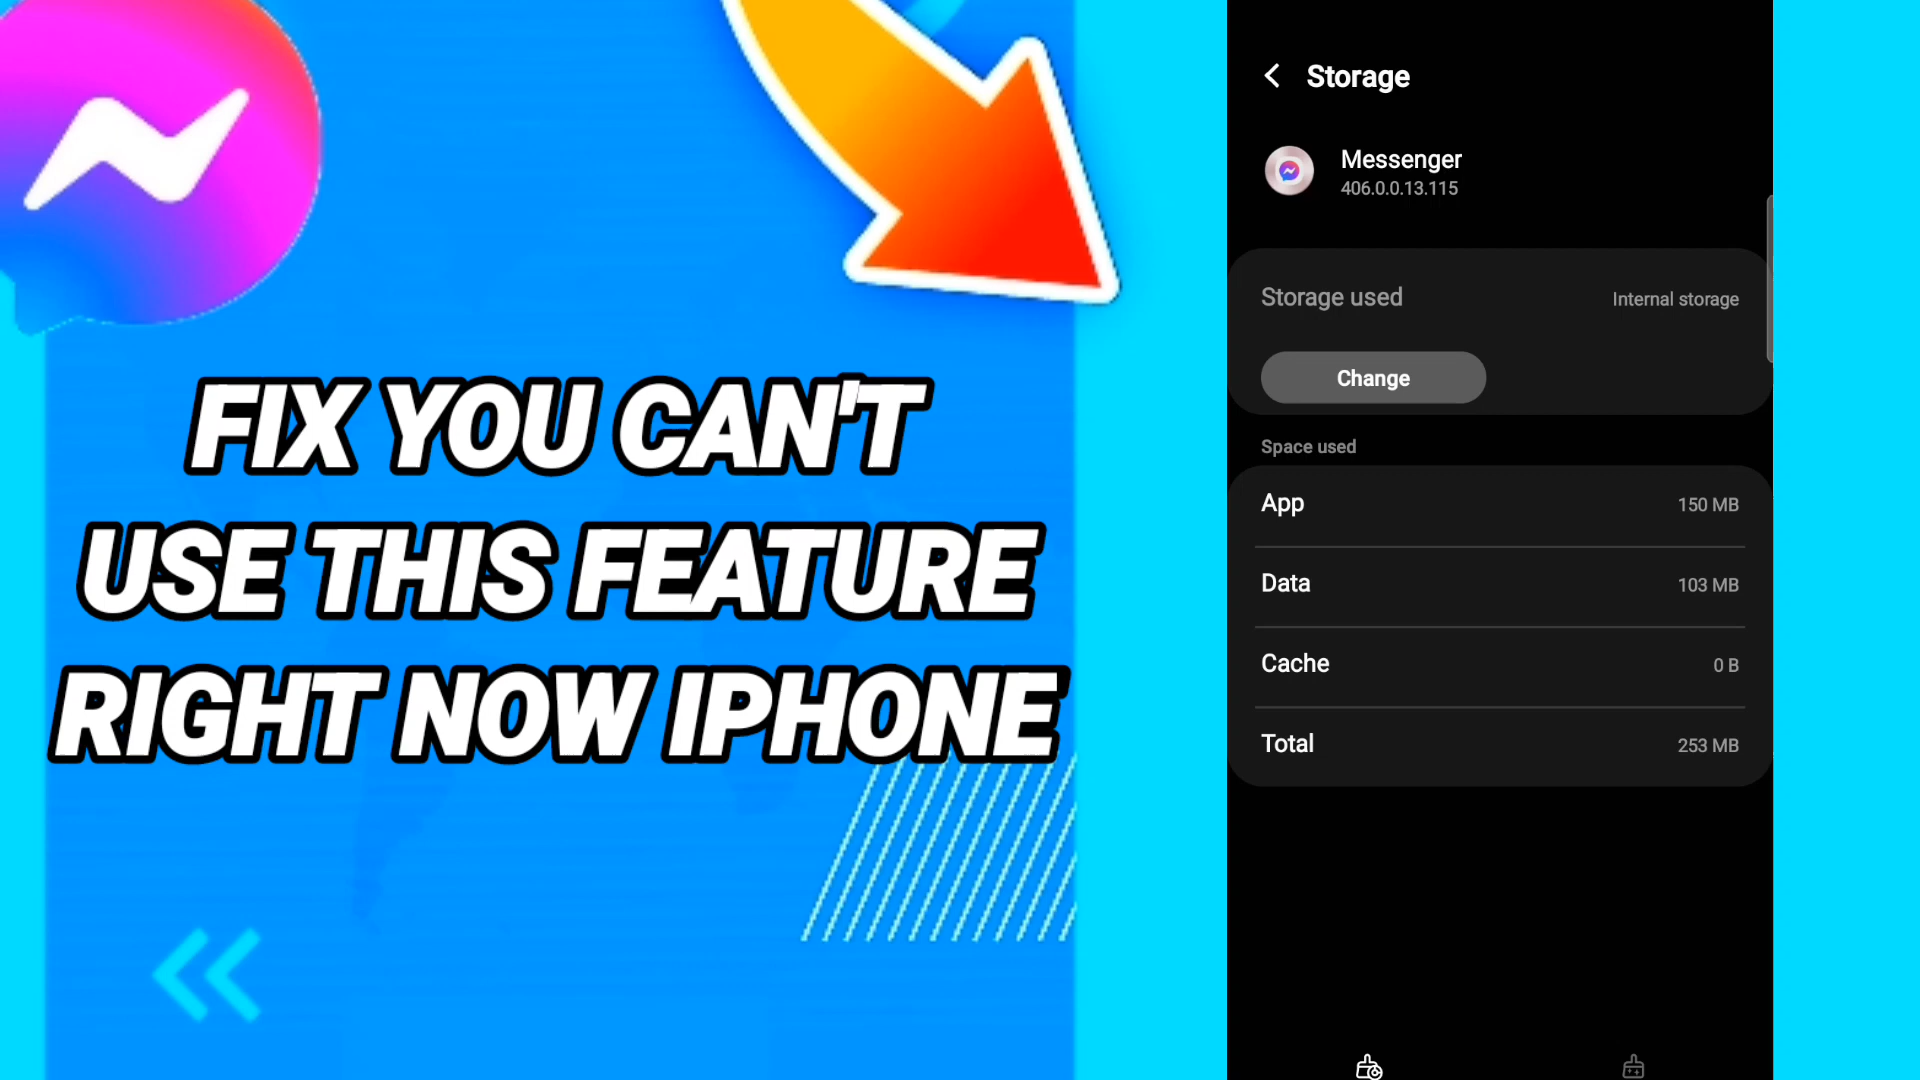 FIX YOU CAN'T
USE THIS FEATURE
RIGHT NOW IPHONE
Storage
Messenger
406.0.0.13.115
Storage used Internal storage
Change
Space used
App 150 MB
Data 103 MB
Cache 0 B
Total 253 MB